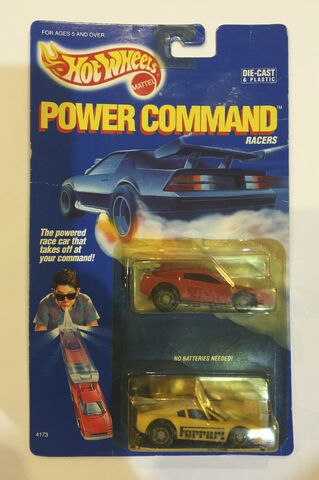 FOR AGES 5 AND OVER.
Hot Wheels
MATTEL
DIE-CAST
& PLASTIC
POWER COMMAND™
RACERS
The powered
race car that
takes off at
your command!
NO BATTERIES NEEDED!
Ferrari
4173